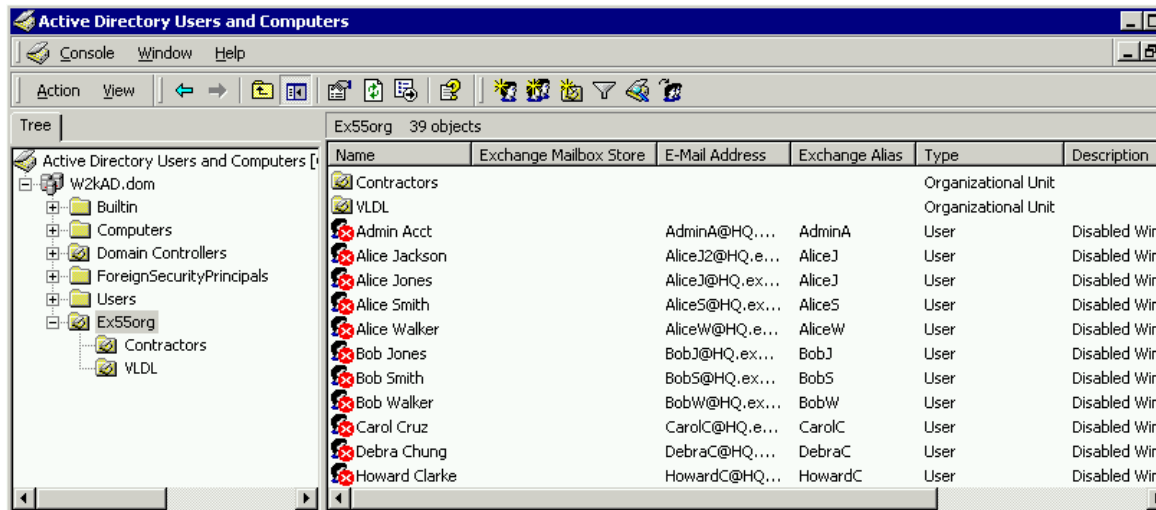 Active Directory Users and Computers
Console Window Help
Action View
Tree
Ex55org 39 objects
Active Directory Users and Computers [
W2kAD.dom
Builtin
Computers
Domain Controllers
ForeignSecurityPrincipals
Users
Ex55org
Contractors
VLDL
Name Exchange Mailbox Store E-Mail Address Exchange Alias Type Description
Contractors Organizational Unit
VLDL Organizational Unit
Admin Acct AdminA@HQ.... AdminA User Disabled Wir
Alice Jackson AliceJ2@HQ.e... AliceJ User Disabled Wir
Alice Jones AliceJ@HQ.ex... AliceJ User Disabled Wir
Alice Smith AliceS@HQ.ex... AliceS User Disabled Wir
Alice Walker AliceW@HQ.e... AliceW User Disabled Wir
Bob Jones BobJ@HQ.ex... BobJ User Disabled Wir
Bob Smith BobS@HQ.ex... BobS User Disabled Wir
Bob Walker BobW@HQ.ex... BobW User Disabled Wir
Carol Cruz CarolC@HQ.e... CarolC User Disabled Wir
Debra Chung DebraC@HQ.... DebraC User Disabled Wir
Howard Clarke HowardC@HQ... HowardC User Disabled Wir